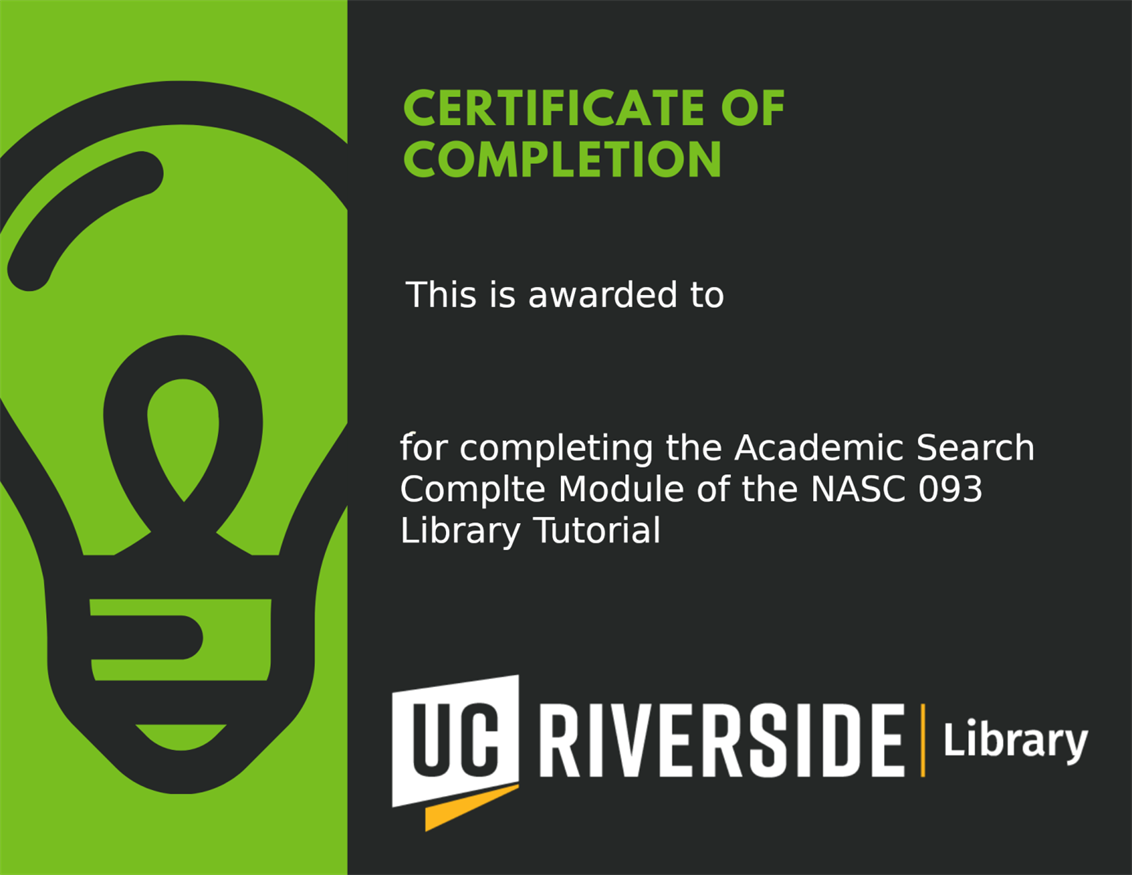 CERTIFICATE OF
COMPLETION
This is awarded to
for completing the Academic Search
Complte Module of the NASC 093
Library Tutorial
UC RIVERSIDE | Library